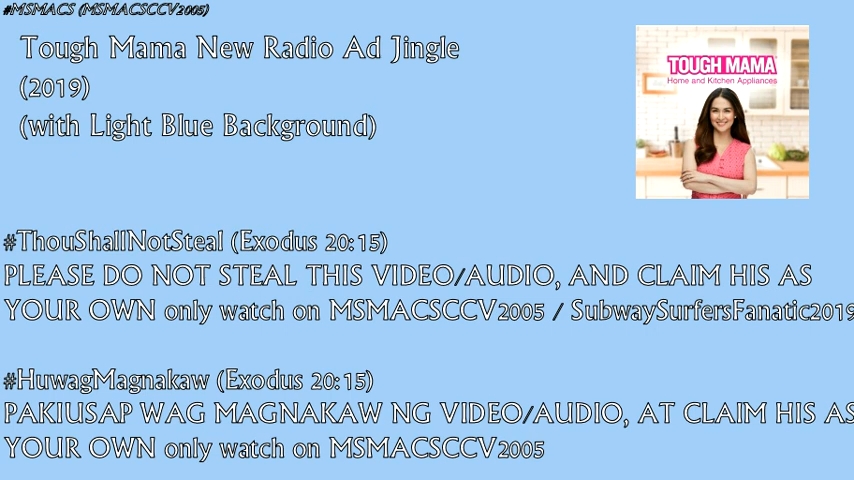 #MSMACS (MSMACSCCV2005)
Tough Mama New Radio Ad Jingle
(2019)
(with Light Blue Background)
TOUGH MAMA
Home and Kitchen Appliances
#ThouShallNotSteal (Exodus 20:15)
PLEASE DO NOT STEAL THIS VIDEO/AUDIO, AND CLAIM HIS AS
YOUR OWN only watch on MSMACSCCV2005 / SubwaySurfersFanatic2019
#HuwagMagnakaw (Exodus 20:15)
PAKIUSAP WAG MAGNAKAW NG VIDEO/AUDIO, AT CLAIM HIS AS
YOUR OWN only watch on MSMACSCCV2005